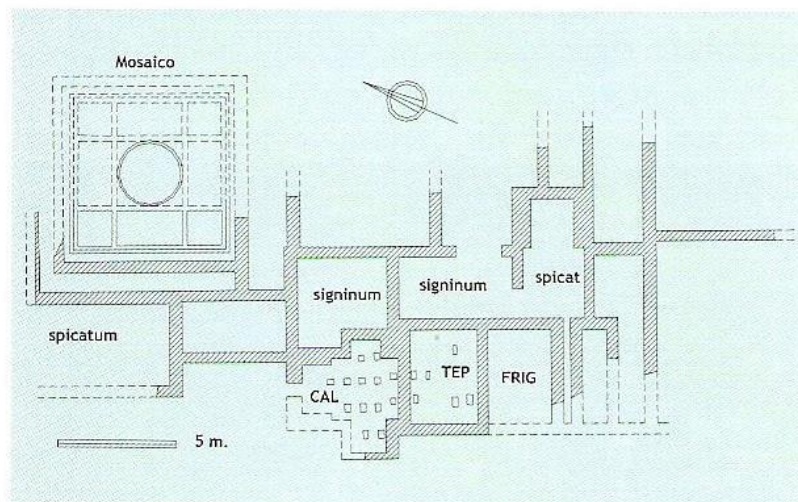 Mosaico
signinum
signinum
spicat
spicatum
CAL
TEP
FRIG
5 m.